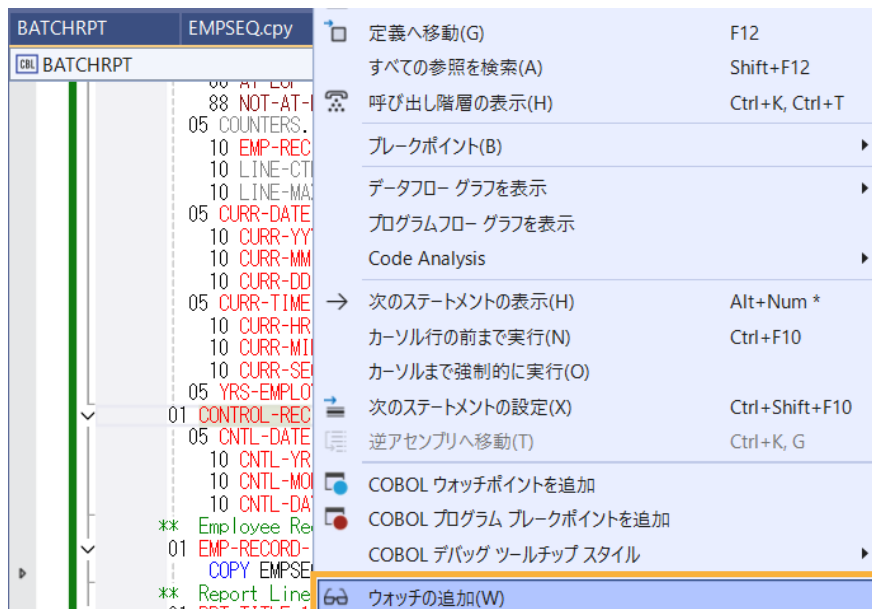 BATCHRPT EMPSEQ.cpy
CBL BATCHRPT
88 NOT-AT-
05 COUNTERS.
10 EMP-REC
10 LINE-CT
10 LINE-MA
05 CURR-DATE
10 CURR-YY
10 CURR-MM
10 CURR-DD
05 CURR-TIME
10 CURR-HR
10 CURR-MI
10 CURR-SE
05 YRS-EMPLO
01 CONTROL-REC
05 CNTL-DATE
10 CNTL-YR
10 CNTL-MO
10 CNTL-DA
** Employee Re
01 EMP-RECORD-
COPY EMPSE
** Report Line
定義へ移動(G) F12
すべての参照を検索(A) Shift+F12
呼び出し階層の表示(H) Ctrl+K, Ctrl+T
ブレークポイント(B)
データフロー グラフを表示
プログラムフロー グラフを表示
Code Analysis
次のステートメントの表示(H) Alt+Num *
カーソル行の前まで実行(N) Ctrl+F10
カーソルまで強制的に実行(O)
次のステートメントの設定(X) Ctrl+Shift+F10
逆アセンブリへ移動(T) Ctrl+K, G
COBOL ウォッチポイントを追加
COBOL プログラム ブレークポイントを追加
COBOL デバッグ ツールチップ スタイル
ウォッチの追加(W)